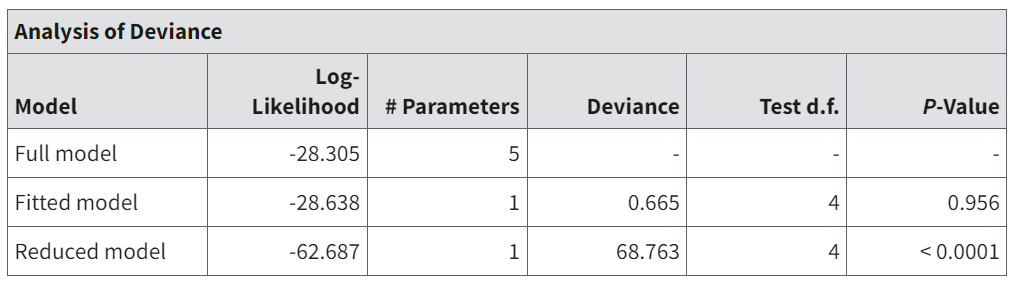 Analysis of Deviance
Model Log-Likelihood # Parameters Deviance Test d.f. P-Value
Full model -28.305 5 - - -
Fitted model -28.638 1 0.665 4 0.956
Reduced model -62.687 1 68.763 4 < 0.0001